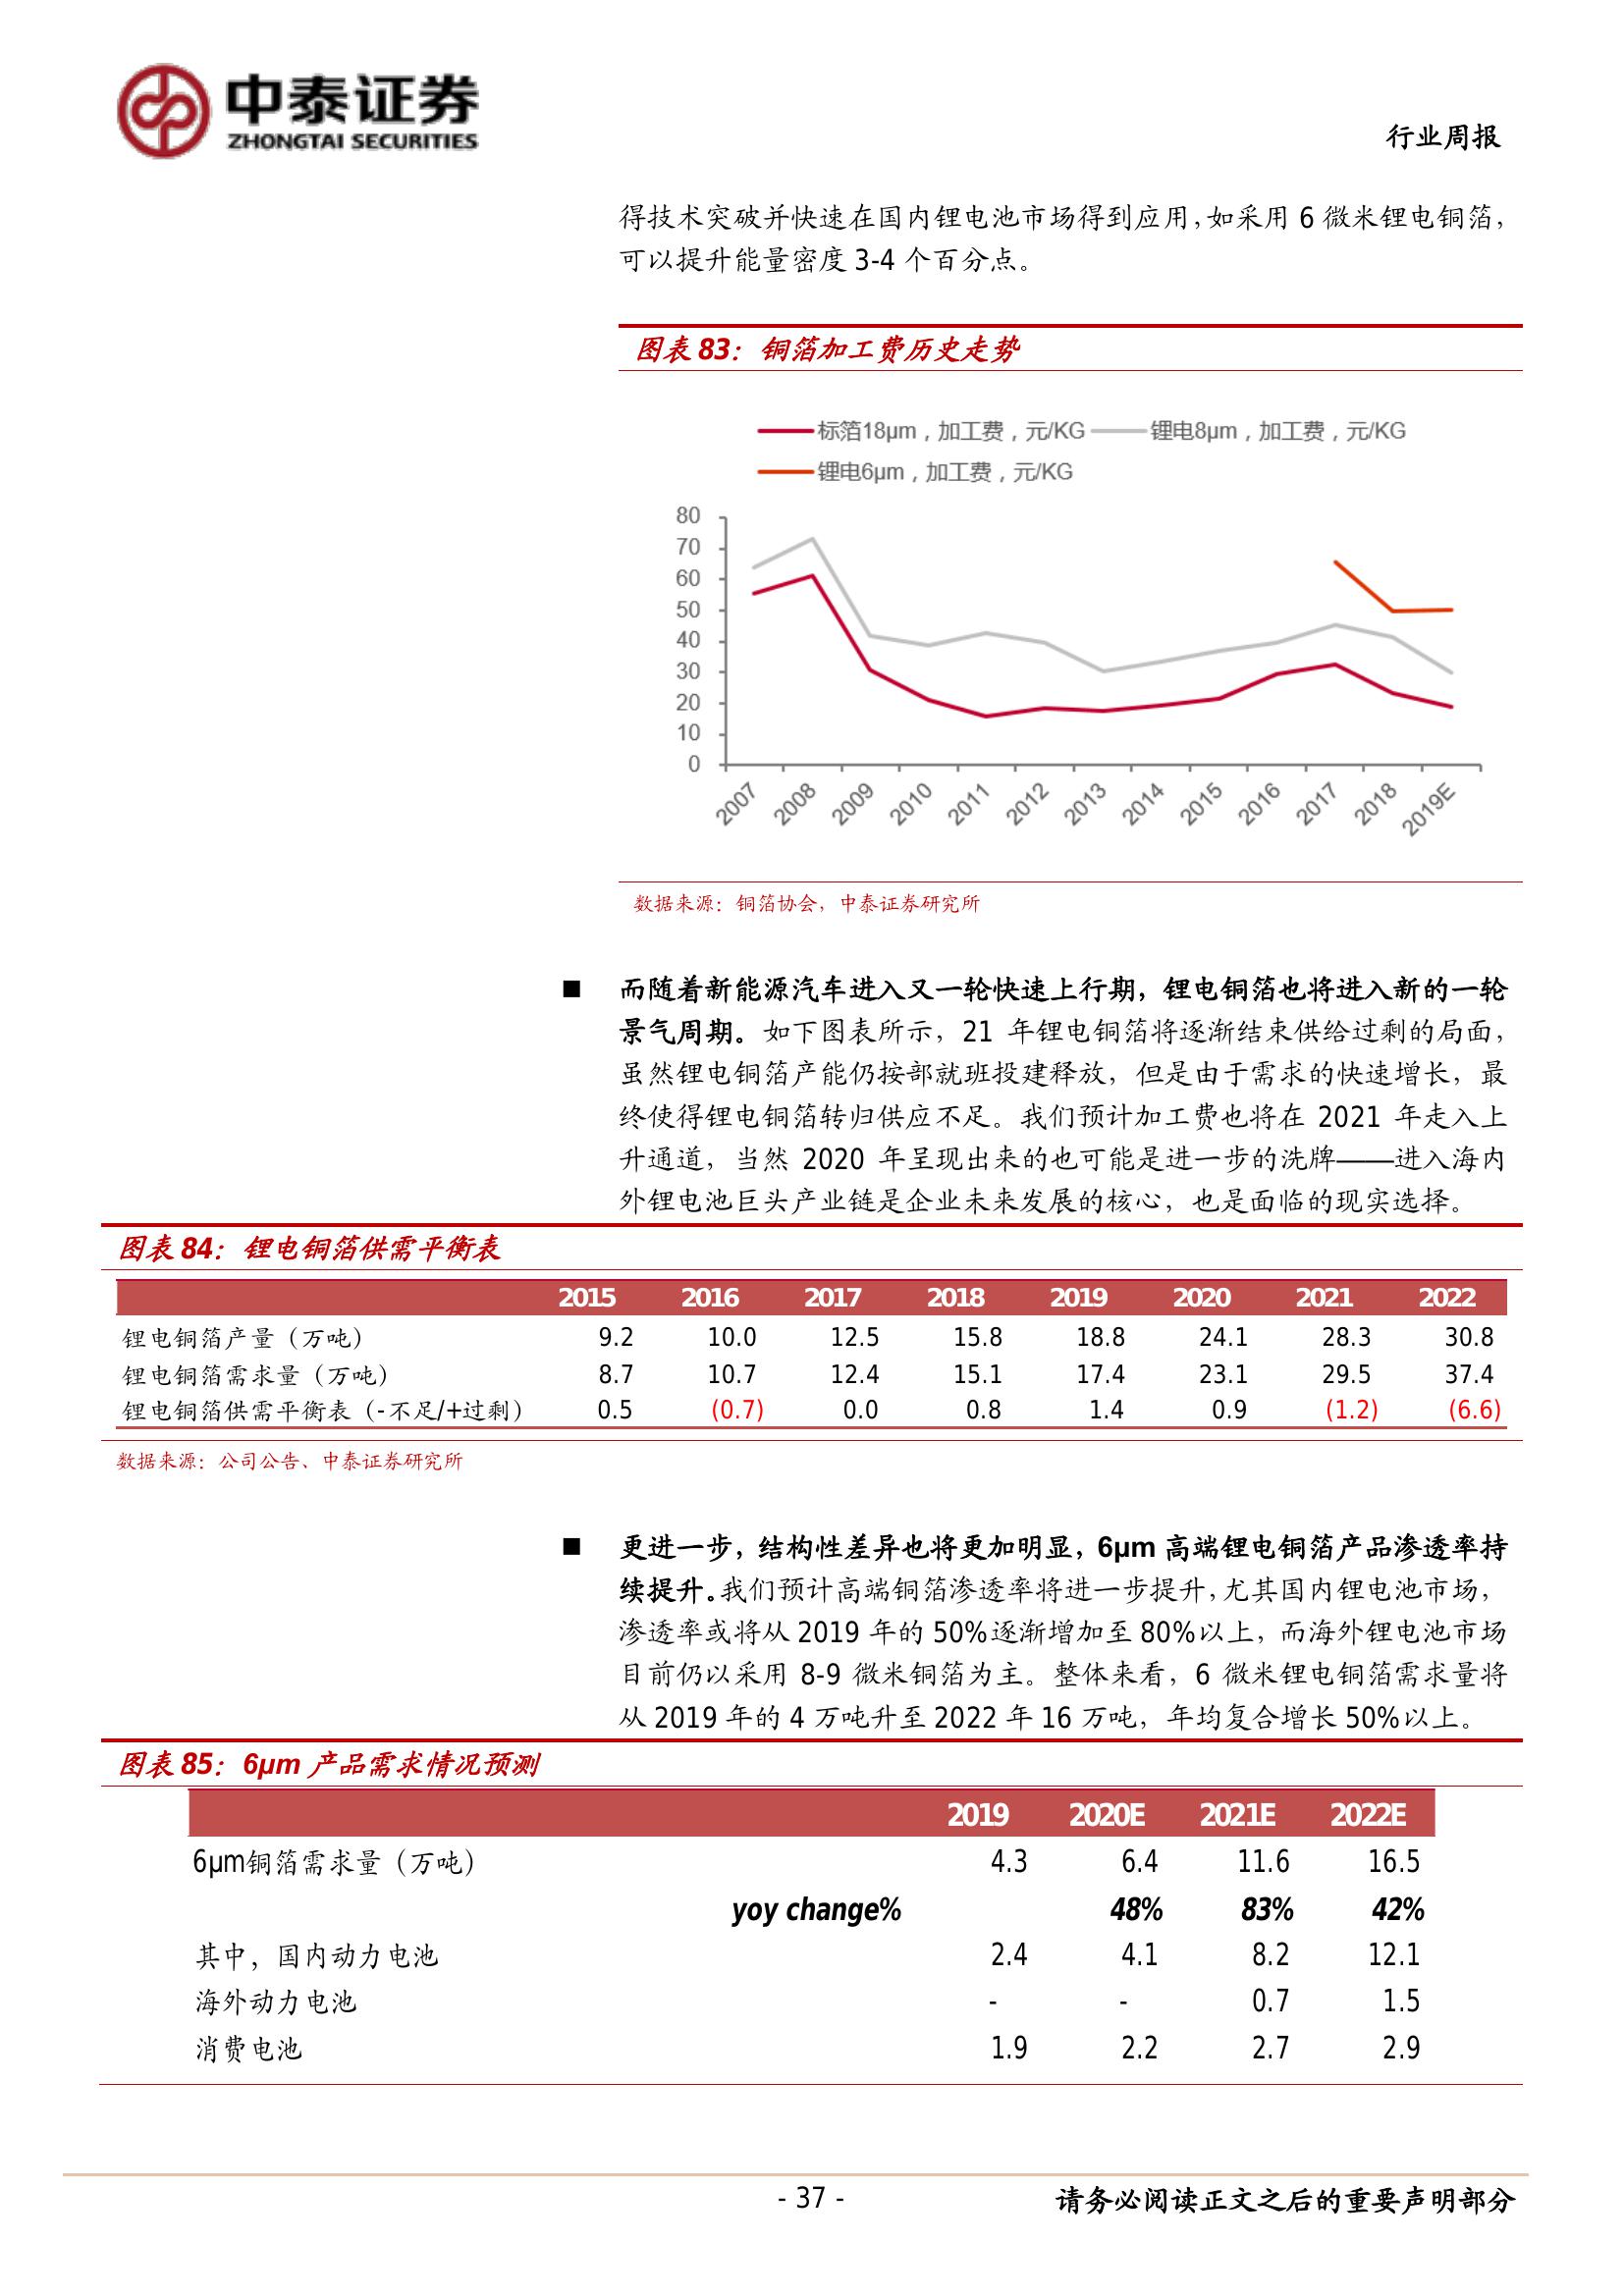 中泰证券
ZHONGTAI SECURITIES
行业周报
得技术突破并快速在国内锂电池市场得到应用,如采用 6 微米锂电铜箔,
可以提升能量密度 3-4 个百分点。
图表 83：铜箔加工费历史走势
标箔18μm，加工费，元/KG 锂电8μm，加工费，元/KG
锂电6μm，加工费，元/KG
80
70
60
50
40
30
20
10
0
2007 2008 2009 2010 2011 2012 2013 2014 2015 2016 2017 2018 2019E
数据来源：铜箔协会，中泰证券研究所
■ 而随着新能源汽车进入又一轮快速上行期，锂电铜箔也将进入新的一轮
景气周期。如下图表所示，21 年锂电铜箔将逐渐结束供给过剩的局面，
虽然锂电铜箔产能仍按部就班投建释放，但是由于需求的快速增长，最
终使得锂电铜箔转归供应不足。我们预计加工费也将在 2021 年走入上
升通道，当然 2020 年呈现出来的也可能是进一步的洗牌——进入海内
外锂电池巨头产业链是企业未来发展的核心，也是面临的现实选择。
图表 84：锂电铜箔供需平衡表
2015 2016 2017 2018 2019 2020 2021 2022
锂电铜箔产量（万吨） 9.2 10.0 12.5 15.8 18.8 24.1 28.3 30.8
锂电铜箔需求量（万吨） 8.7 10.7 12.4 15.1 17.4 23.1 29.5 37.4
锂电铜箔供需平衡表（-不足/+过剩） 0.5 (0.7) 0.0 0.8 1.4 0.9 (1.2) (6.6)
数据来源：公司公告、中泰证券研究所
■ 更进一步，结构性差异也将更加明显，6μm 高端锂电铜箔产品渗透率持
续提升。我们预计高端铜箔渗透率将进一步提升,尤其国内锂电池市场，
渗透率或将从 2019 年的 50%逐渐增加至 80%以上，而海外锂电池市场
目前仍以采用 8-9 微米铜箔为主。整体来看，6 微米锂电铜箔需求量将
从 2019 年的 4 万吨升至 2022 年 16 万吨，年均复合增长 50%以上。
图表 85：6μm 产品需求情况预测
2019 2020E 2021E 2022E
6μm铜箔需求量（万吨） 4.3 6.4 11.6 16.5
yoy change% 48% 83% 42%
其中，国内动力电池 2.4 4.1 8.2 12.1
海外动力电池 - - 0.7 1.5
消费电池 1.9 2.2 2.7 2.9
- 37 -
请务必阅读正文之后的重要声明部分